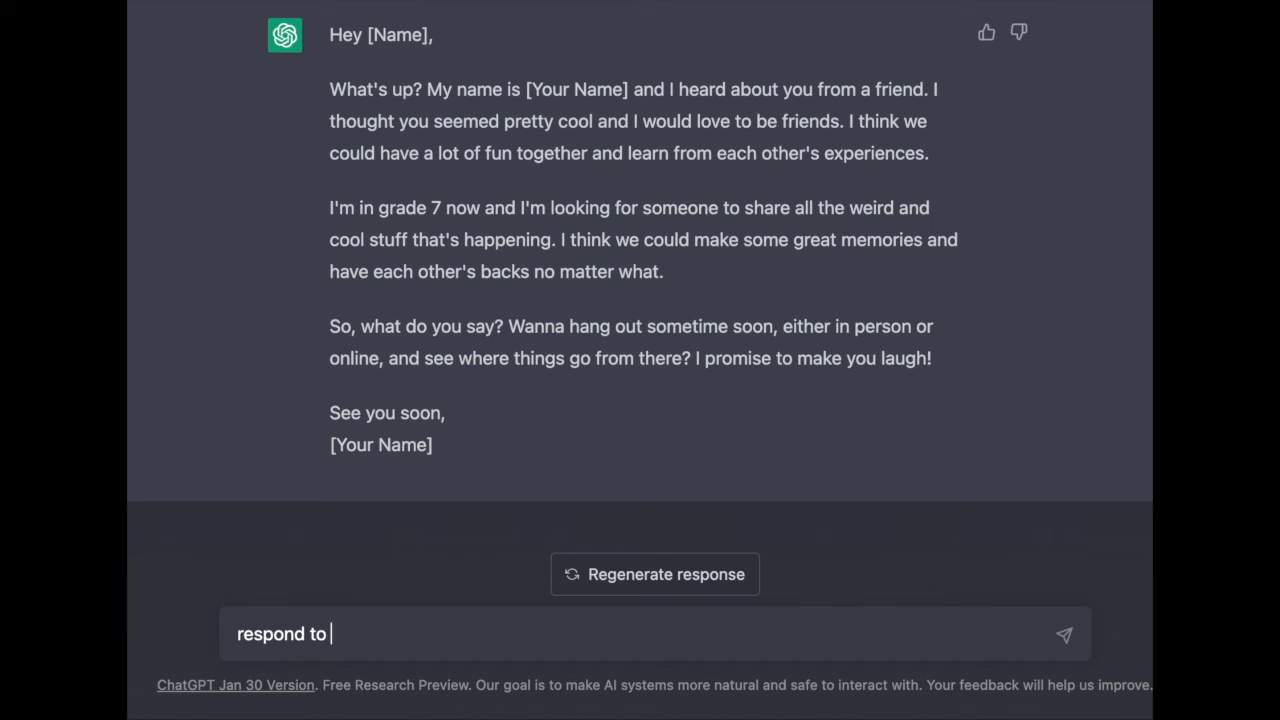 Hey [Name],
What's up? My name is [Your Name] and I heard about you from a friend. I
thought you seemed pretty cool and I would love to be friends. I think we
could have a lot of fun together and learn from each other's experiences.
I'm in grade 7 now and I'm looking for someone to share all the weird and
cool stuff that's happening. I think we could make some great memories and
have each other's backs no matter what.
So, what do you say? Wanna hang out sometime soon, either in person or
online, and see where things go from there? I promise to make you laugh!
See you soon,
[Your Name]
Regenerate response
respond to
ChatGPT Jan 30 Version. Free Research Preview. Our goal is to make AI systems more natural and safe to interact with. Your feedback will help us improve.